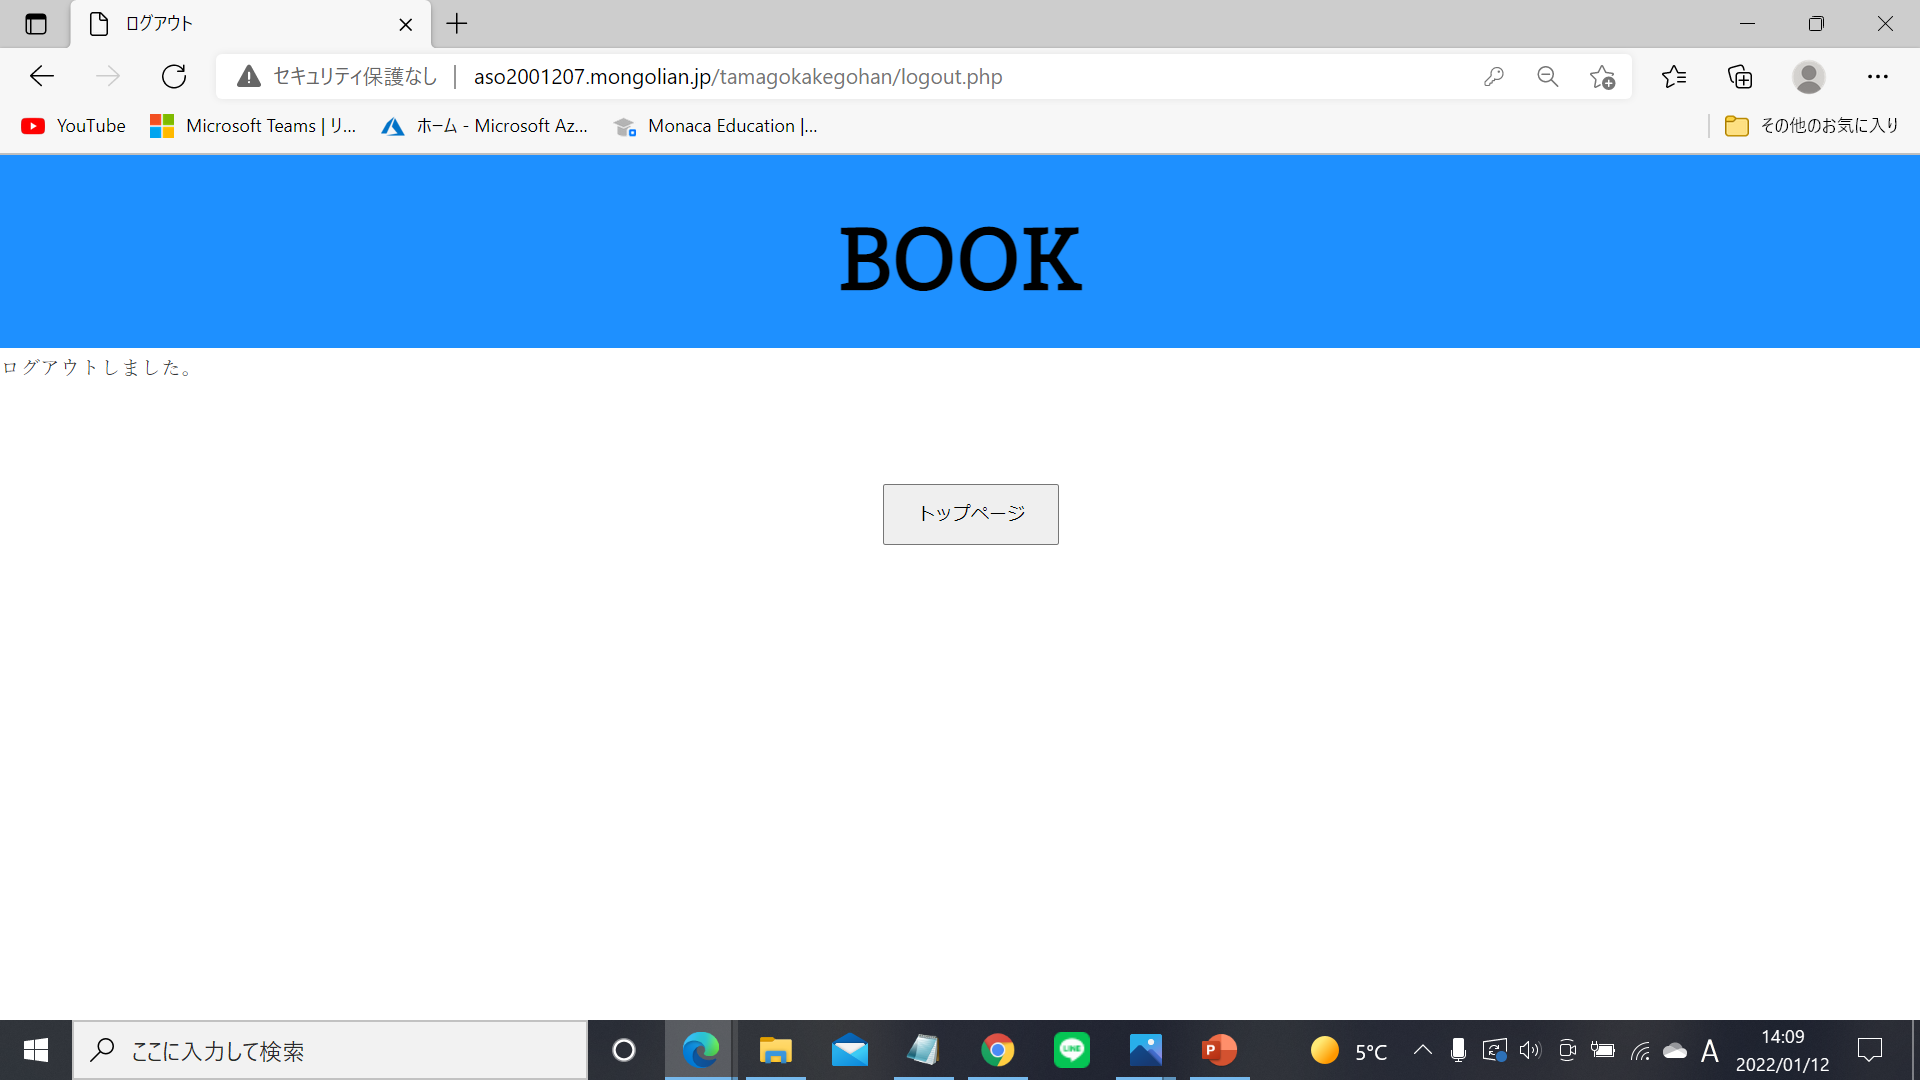 ログアウト
セキュリティ保護なし
aso2001207.mongolian.jp/tamagokakegohan/logout.php
YouTube
Microsoft Teams | リ...
ホーム - Microsoft Az...
Monaca Education |...
その他のお気に入り
BOOK
ログアウトしました。
トップページ
ここに入力して検索
LINE
P
5°C
A
14:09
2022/01/12